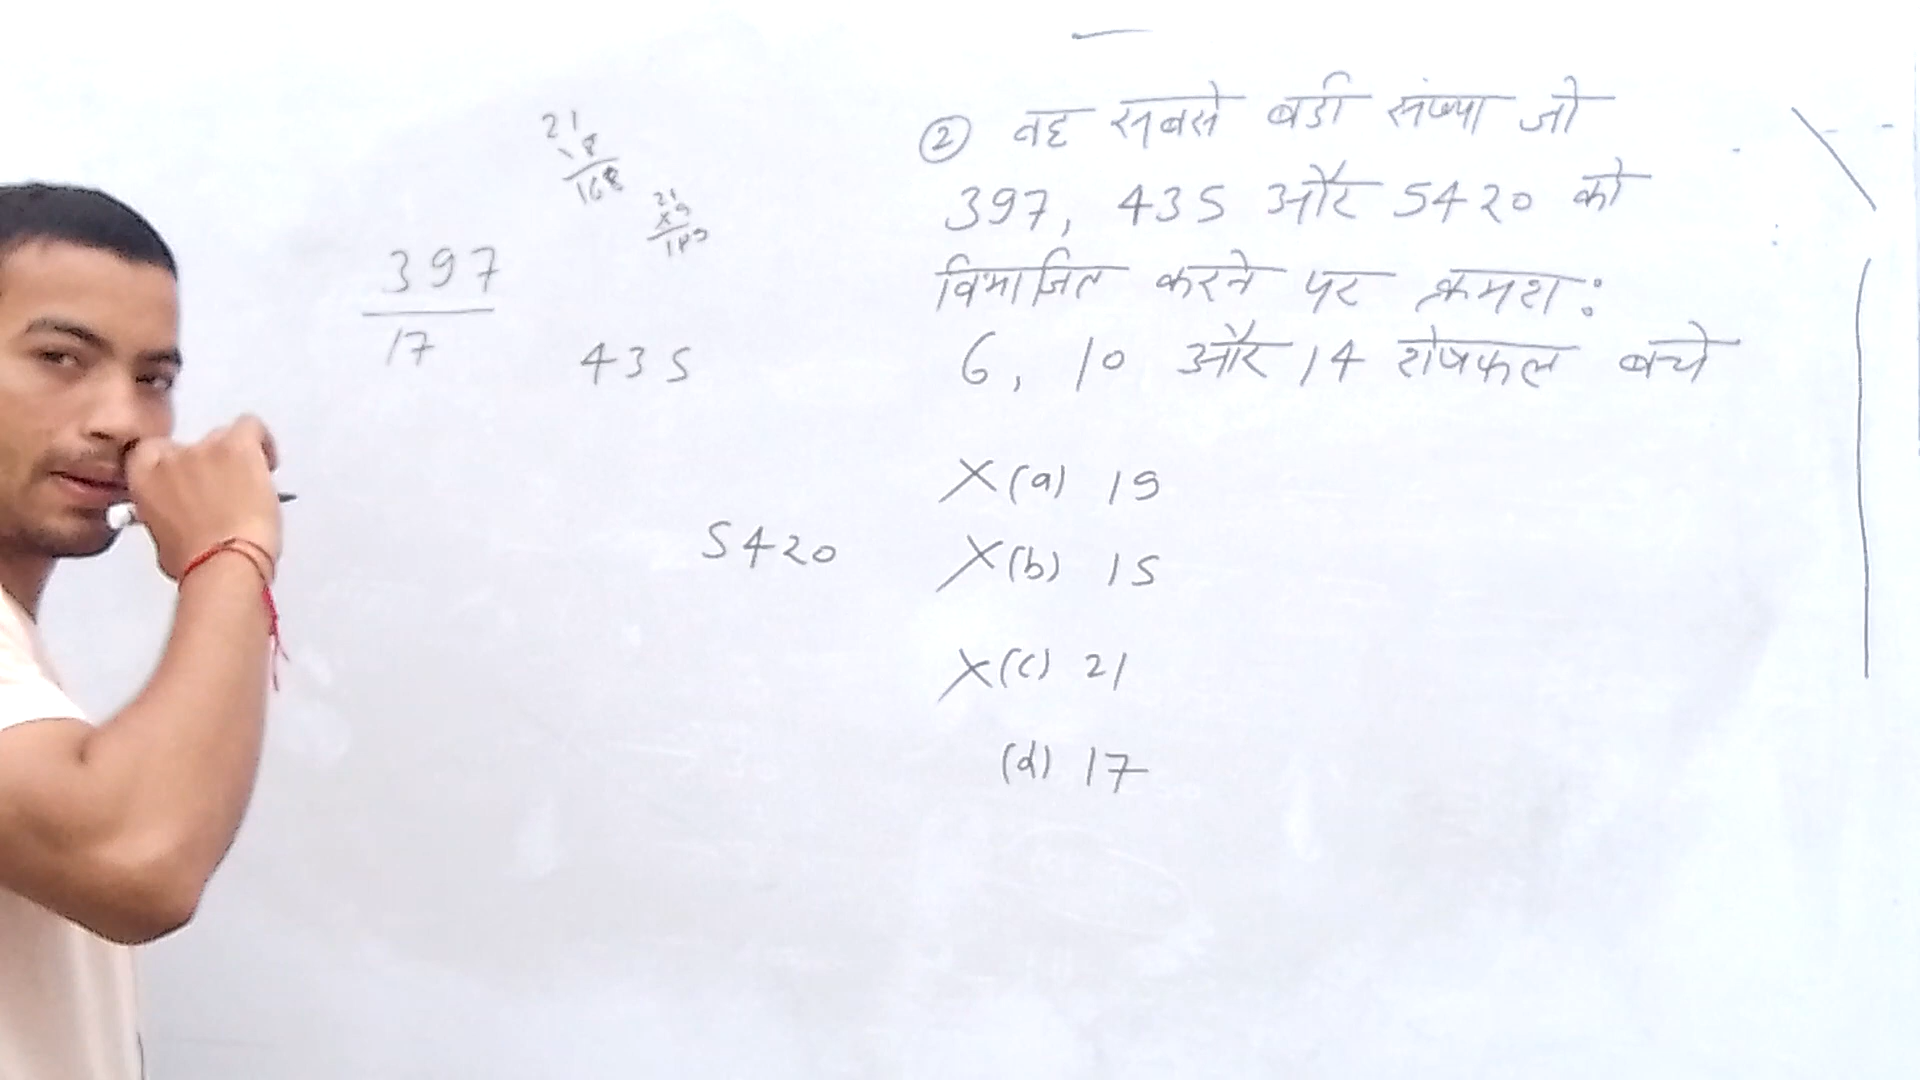 21
× 8
168
21
×9
189
397
17
435
5420
② वह सबसे बडी संख्या जो
397, 435 और 5420 को
विभाजित करने पर क्रमश:
6, 10 और 14 शेषफल बचे
X (a) 19
X (b) 15
X (c) 21
(d) 17